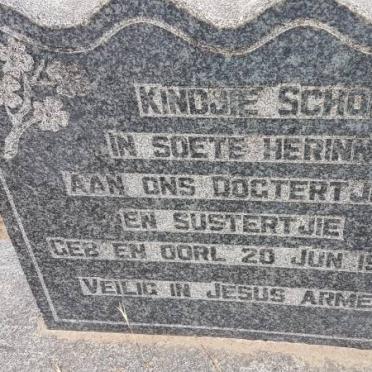 KINDJIE SCHO
IN SOETE HERINN
AAN ONS DOGTERTJ
EN SUSTERTJIE
GEB EN OORL 20 JUN 19
VEILIG IN JESUS ARME